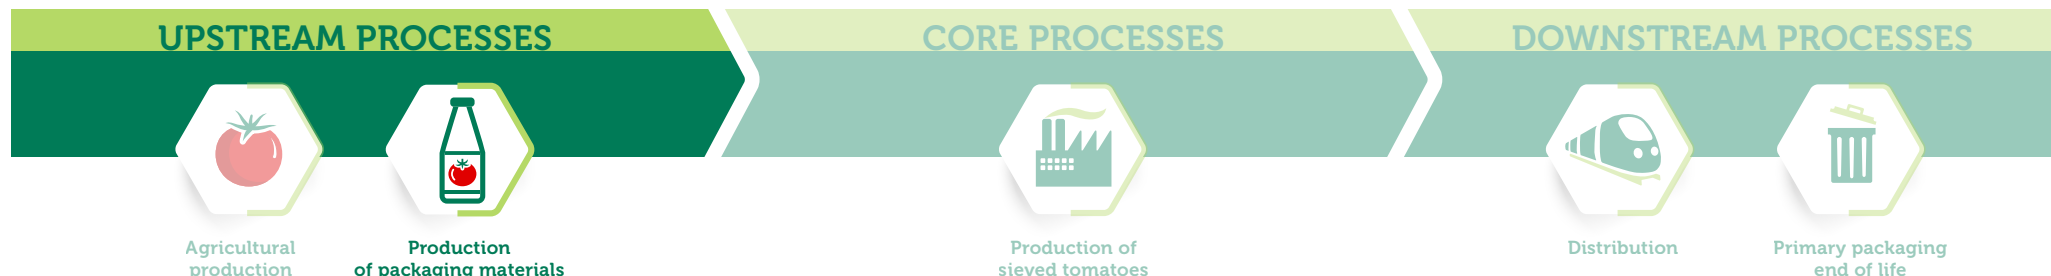 UPSTREAM PROCESSES
CORE PROCESSES
DOWNSTREAM PROCESSES
Agricultural
production
Production
of packaging materials
Production of
sieved tomatoes
Distribution
Primary packaging
end of life